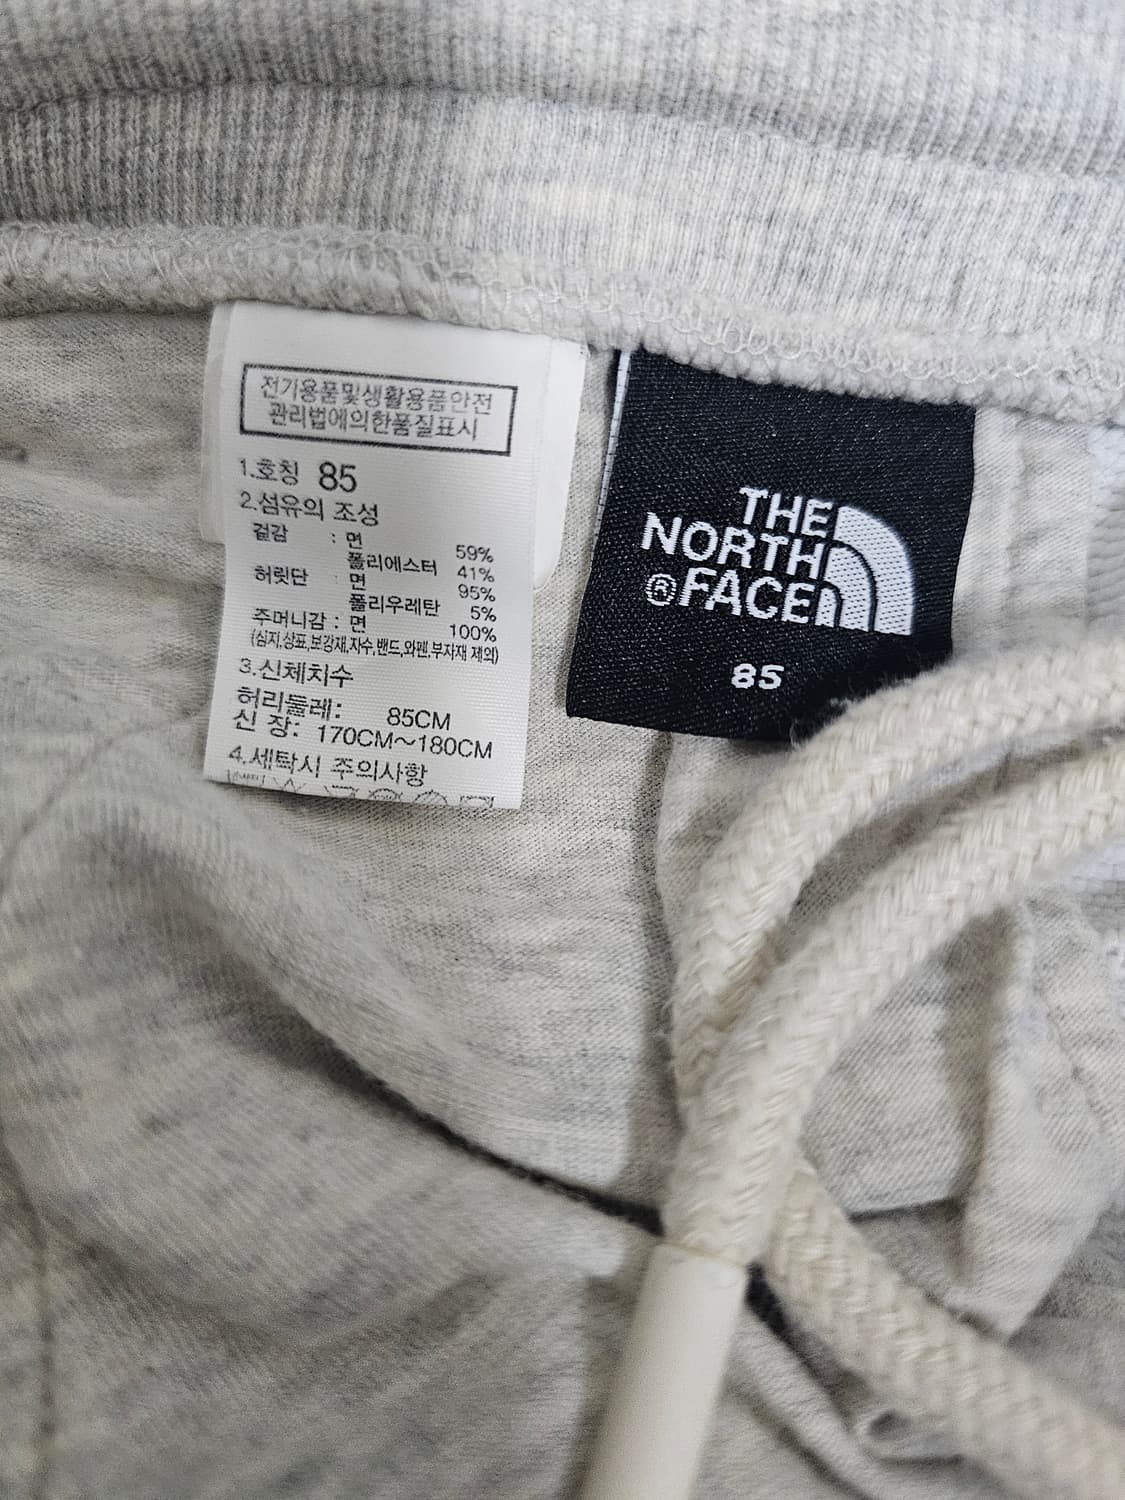 전기용품및생활용품안전
관리법에의한품질표시
1.호칭 85
2.섬유의 조성
겉감 : 면 59%
폴리에스터 41%
허릿단 : 면 95%
폴리우레탄 5%
주머니감 : 면 100%
(심지,상표,보강재,자수,밴드,와펜,부자재 제외)
3.신체치수
허리둘레: 85CM
신 장: 170CM~180CM
4.세탁시 주의사항
THE
NORTH
®FACE
85